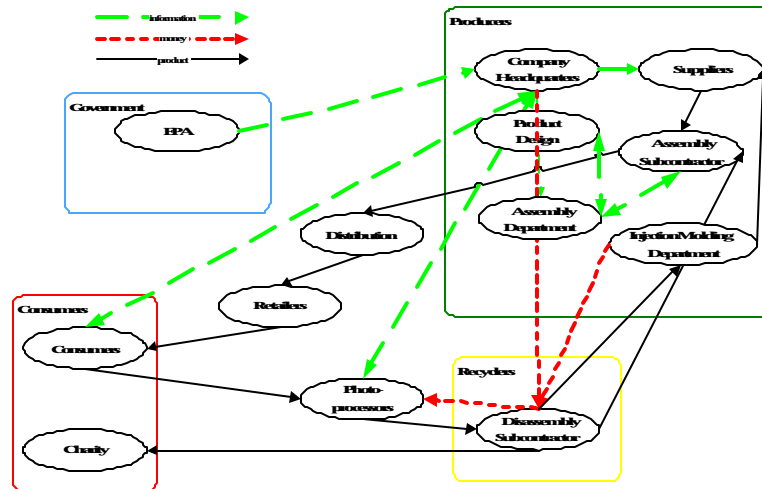 information
money
product
Producers
Company
Headquarters
Suppliers
Government
EPA
Product
Design
Assembly
Subcontractor
Assembly
Department
Distribution
Injection Molding
Department
Retailers
Consumers
Consumers
Recyclers
Photo-
processors
Disassembly
Subcontractor
Charity